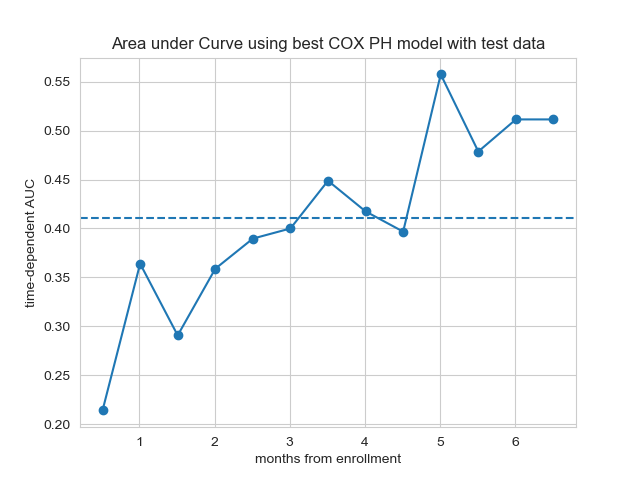 Area under Curve using best COX PH model with test data
time-dependent AUC
0.55
0.50
0.45
0.40
0.35
0.30
0.25
0.20
1 2 3 4 5 6
months from enrollment